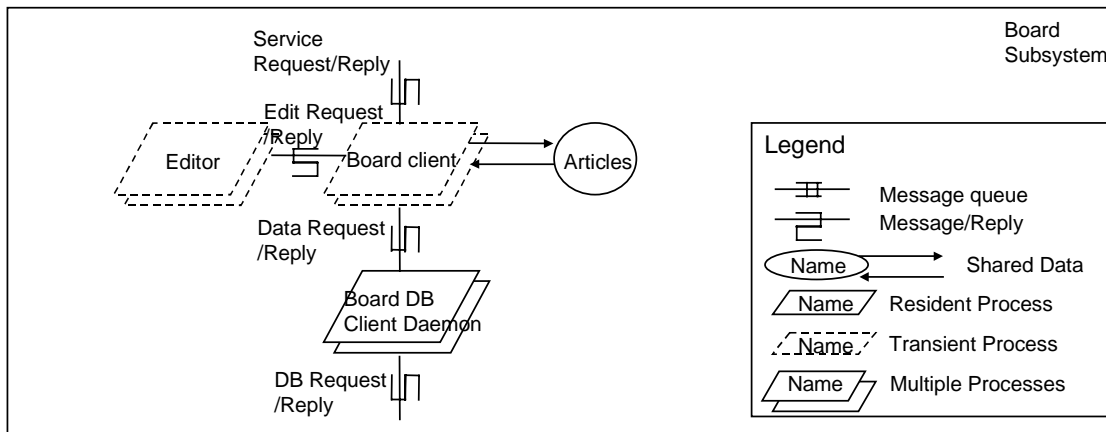 Board
Subsystem
Service
Request/Reply
Edit Request
/Reply
Editor
Board client
Articles
Data Request
/Reply
Board DB
Client Daemon
DB Request
/Reply
Legend
Message queue
Message/Reply
Name
Shared Data
Name
Resident Process
Name
Transient Process
Name
Multiple Processes